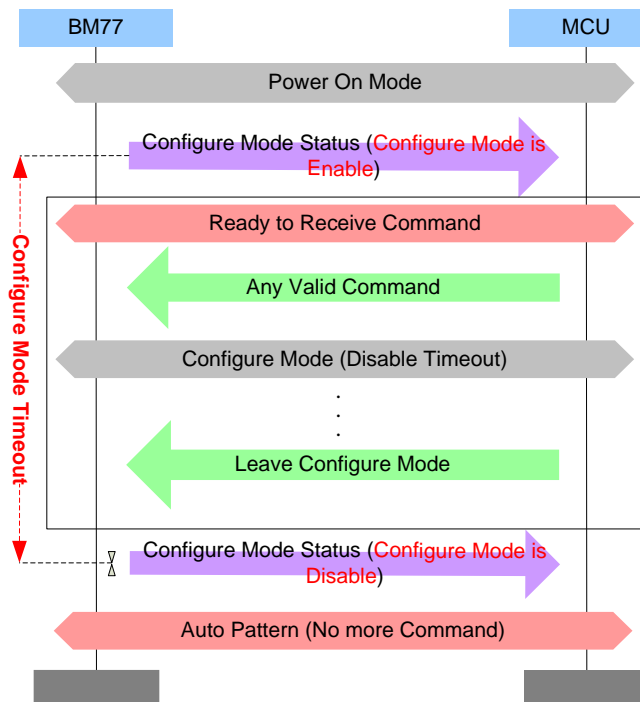 BM77
MCU
Power On Mode
Configure Mode Status (Configure Mode is
Enable)
Ready to Receive Command
Any Valid Command
Configure Mode (Disable Timeout)
.
.
.
Leave Configure Mode
Configure Mode Timeout
Configure Mode Status (Configure Mode is
Disable)
Auto Pattern (No more Command)